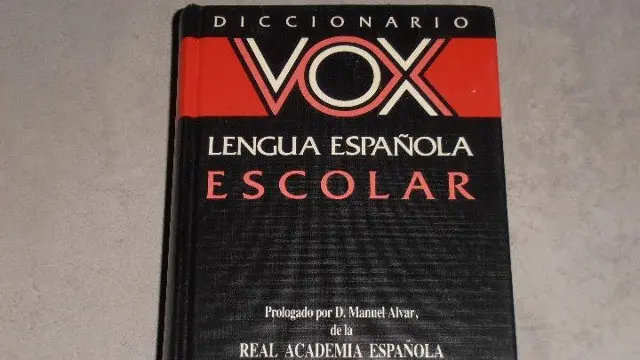 DICCIONARIO
VOX
LENGUA ESPAÑOLA
ESCOLAR
Prologado por D. Manuel Alvar,
de la
REAL ACADEMIA ESPAÑOLA